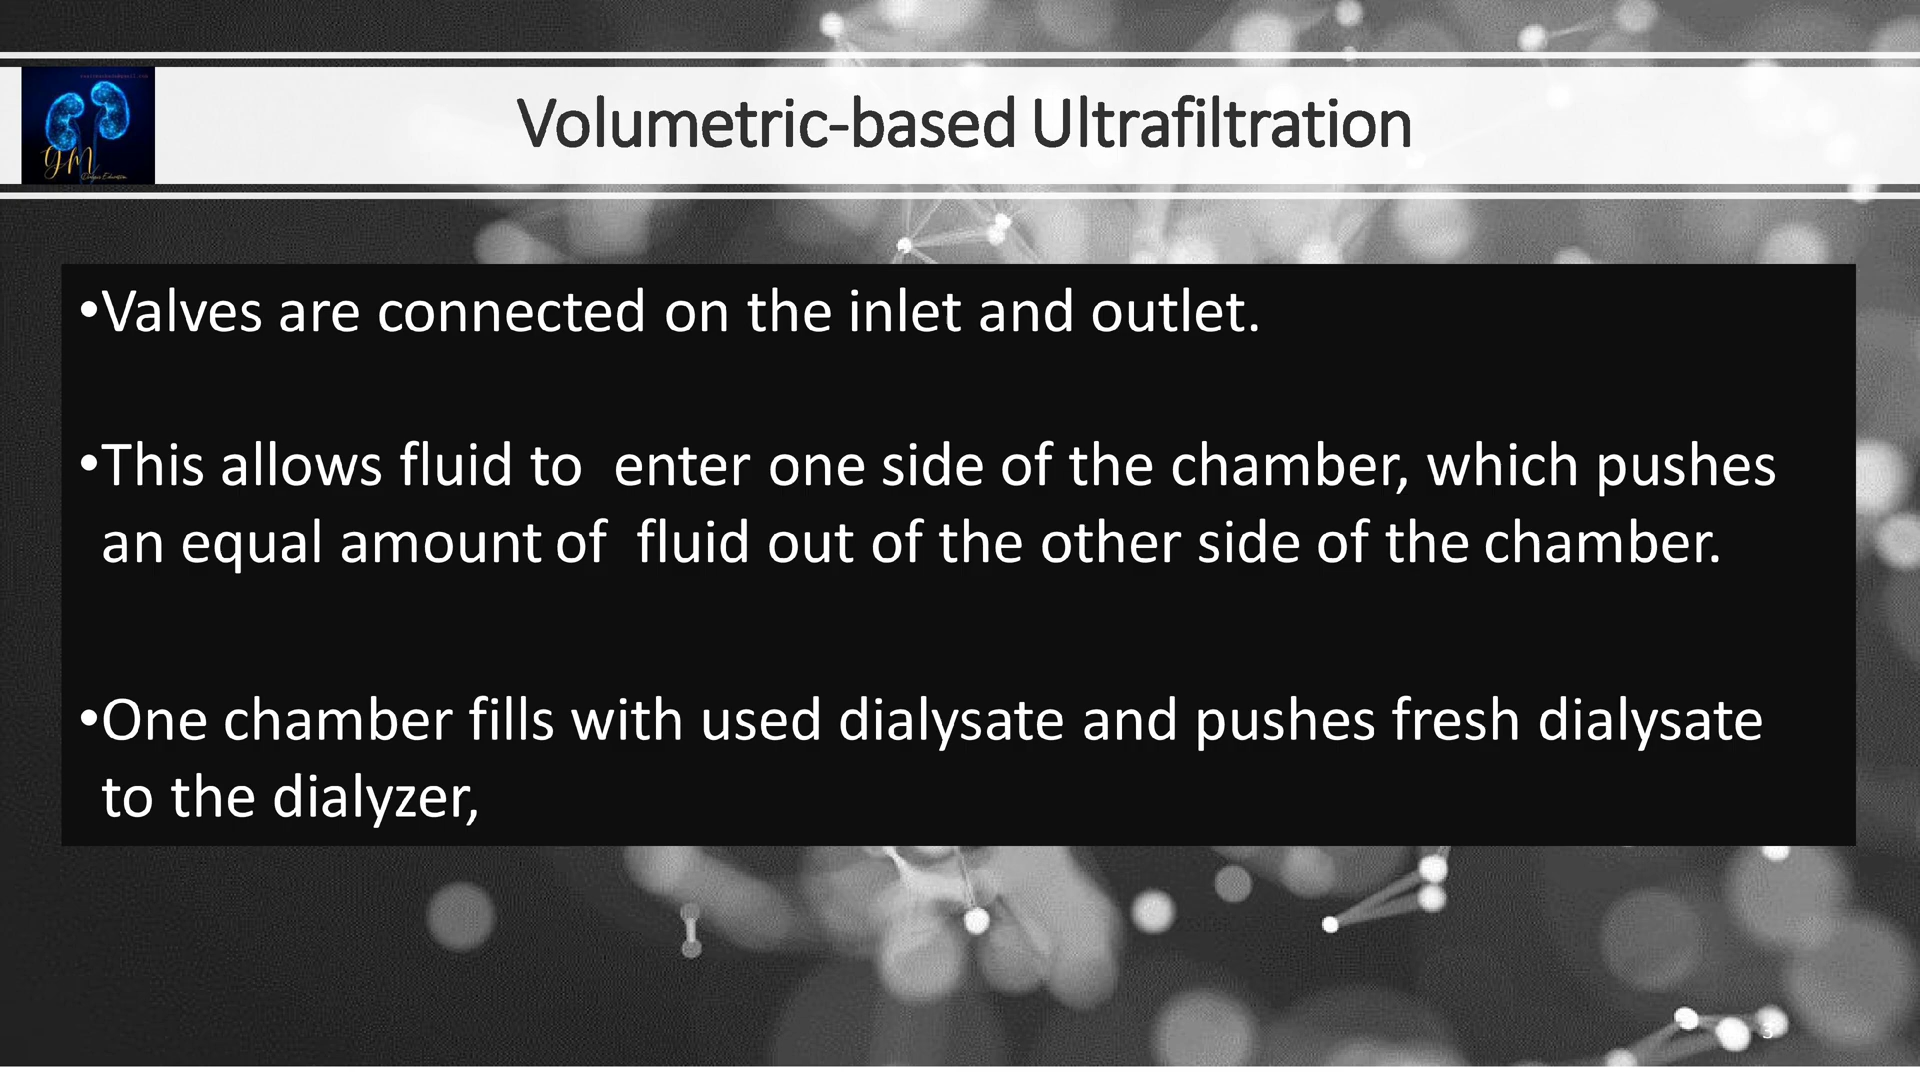 Volumetric-based Ultrafiltration
GM
•Valves are connected on the inlet and outlet.
•This allows fluid to enter one side of the chamber, which pushes
an equal amount of fluid out of the other side of the chamber.
•One chamber fills with used dialysate and pushes fresh dialysate
to the dialyzer,
3